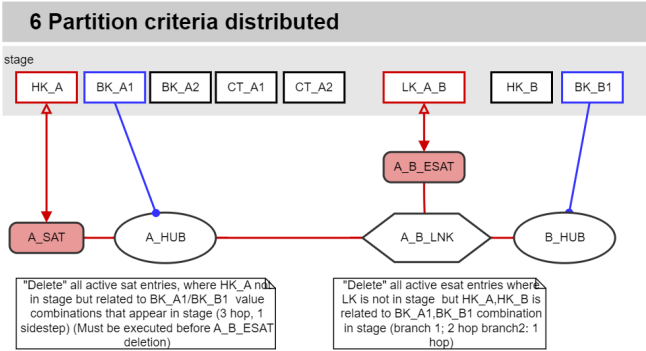 6 Partition criteria distributed
stage
HK_A BK_A1 BK_A2 CT_A1 CT_A2 LK_A_B HK_B BK_B1
A_B_ESAT
A_SAT A_HUB A_B_LNK B_HUB
"Delete" all active sat entries, where HK_A not
in stage but related to BK_A1/BK_B1 value
combinations that appear in stage (3 hop, 1
sidestep) (Must be executed before A_B_ESAT
deletion)
"Delete" all active esat entries where
LK is not in stage but HK_A,HK_B is
related to BK_A1,BK_B1 combination
in stage (branch 1; 2 hop branch2: 1
hop)